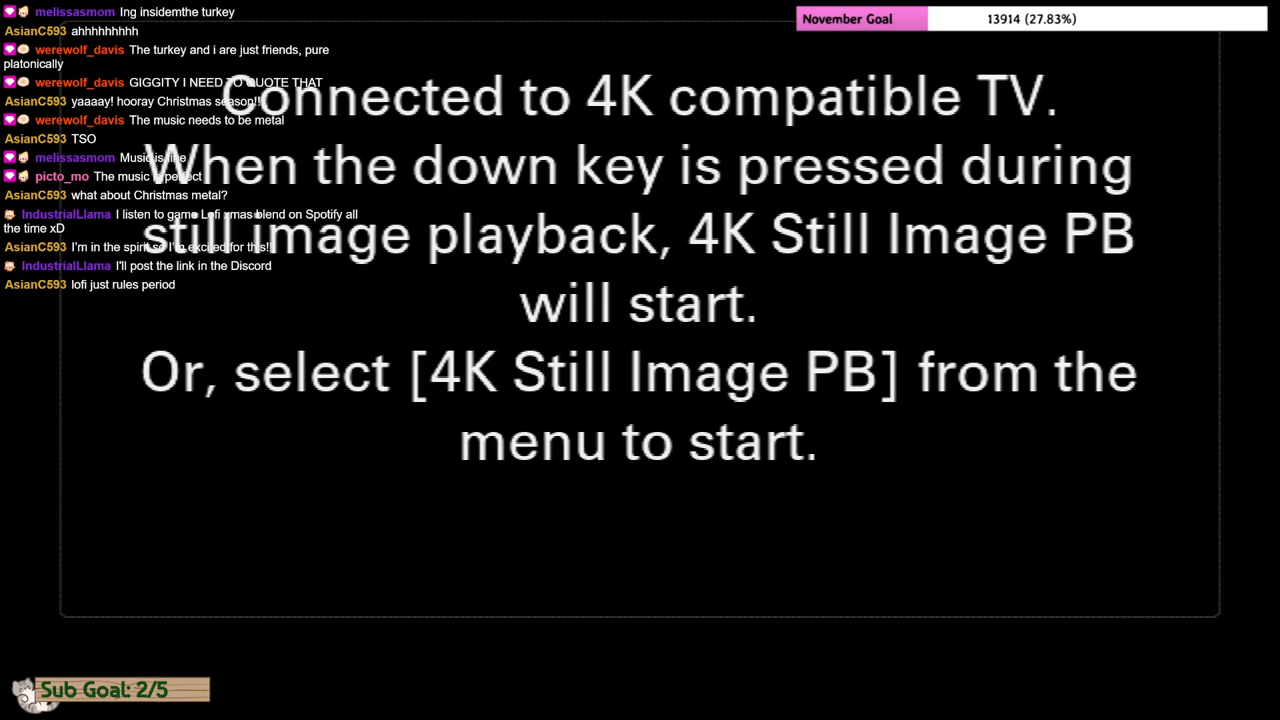 melissasmom Ing insidemthe turkey
AsianC593 ahhhhhhhhh
werewolf_davis The turkey and i are just friends, pure
platonically
werewolf_davis GIGGITY I NEED TO QUOTE THAT
AsianC593 yaaaay! hooray Christmas season!!
werewolf_davis The music needs to be metal
AsianC593 TSO
melissasmom Music is fine
picto_mo The music is perfect
AsianC593 what about Christmas metal?
IndustrialLlama I listen to game Lofi xmas blend on Spotify all
the time xD
AsianC593 I'm in the spirit so I'm excited for this!!
IndustrialLlama I'll post the link in the Discord
AsianC593 lofi just rules period
November Goal 13914 (27.83%)
Connected to 4K compatible TV.
When the down key is pressed during
still image playback, 4K Still Image PB
will start.
Or, select [4K Still Image PB] from the
menu to start.
Sub Goal: 2/5